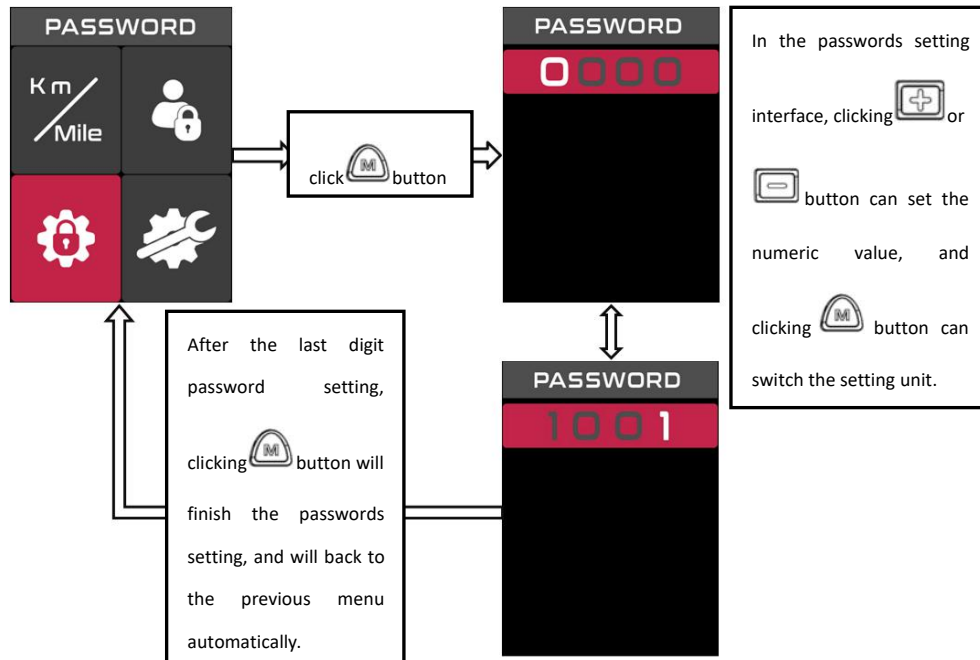 PASSWORD
Km
Mile
click M button
PASSWORD
0000
In the passwords setting
interface, clicking + or
- button can set the
numeric value, and
clicking M button can
switch the setting unit.
After the last digit
password setting,
clicking M button will
finish the passwords
setting, and will back to
the previous menu
automatically.
PASSWORD
1001